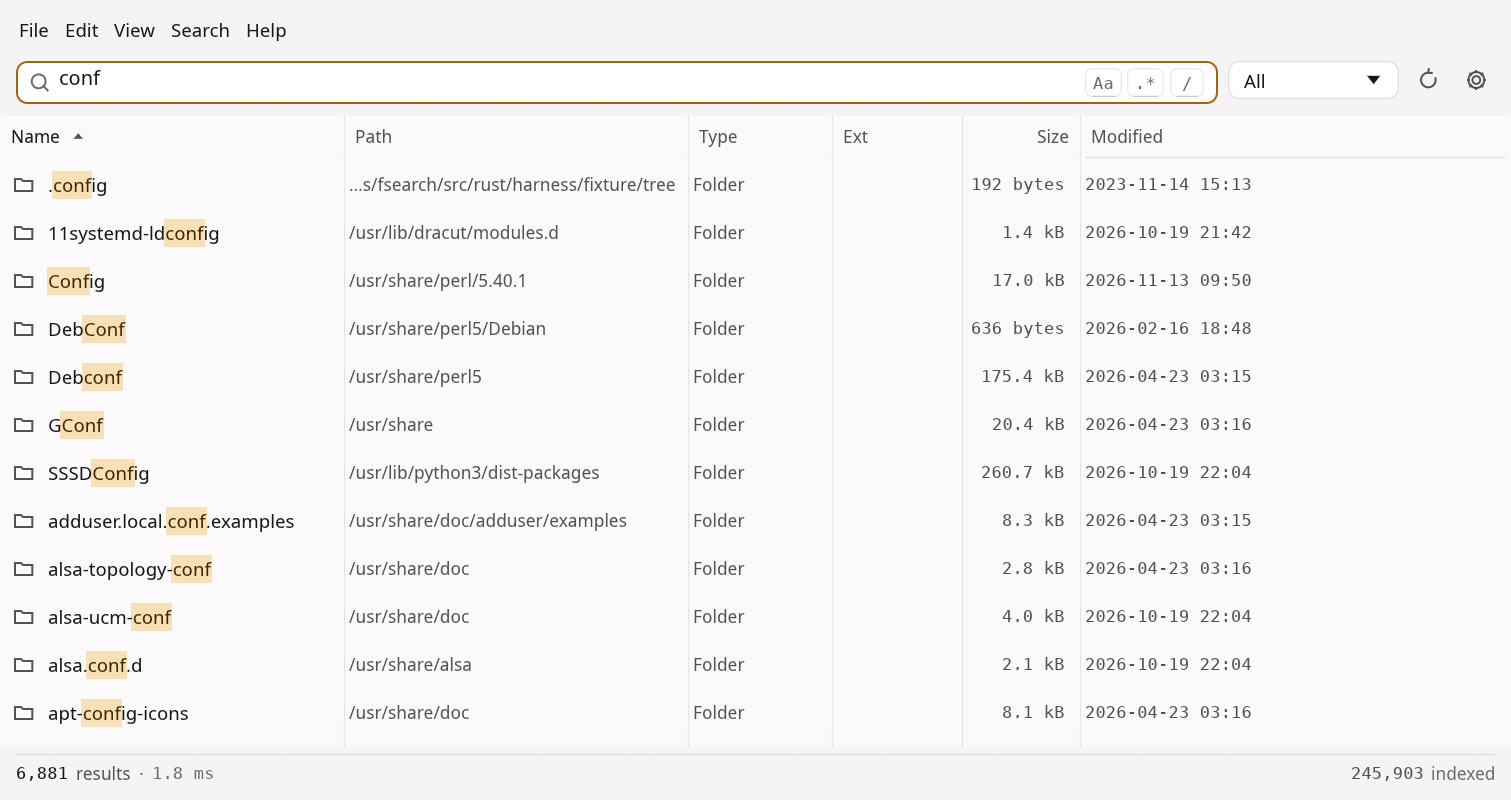 File Edit View Search Help
conf Aa .* / All
Name Path Type Ext Size Modified
.config ...s/fsearch/src/rust/harness/fixture/tree Folder 192 bytes 2023-11-14 15:13
11systemd-ldconfig /usr/lib/dracut/modules.d Folder 1.4 kB 2026-10-19 21:42
Config /usr/share/perl/5.40.1 Folder 17.0 kB 2026-11-13 09:50
DebConf /usr/share/perl5/Debian Folder 636 bytes 2026-02-16 18:48
Debconf /usr/share/perl5 Folder 175.4 kB 2026-04-23 03:15
GConf /usr/share Folder 20.4 kB 2026-04-23 03:16
SSSDConfig /usr/lib/python3/dist-packages Folder 260.7 kB 2026-10-19 22:04
adduser.local.conf.examples /usr/share/doc/adduser/examples Folder 8.3 kB 2026-04-23 03:15
alsa-topology-conf /usr/share/doc Folder 2.8 kB 2026-04-23 03:16
alsa-ucm-conf /usr/share/doc Folder 4.0 kB 2026-10-19 22:04
alsa.conf.d /usr/share/alsa Folder 2.1 kB 2026-10-19 22:04
apt-config-icons /usr/share/doc Folder 8.1 kB 2026-04-23 03:16
6,881 results · 1.8 ms 245,903 indexed